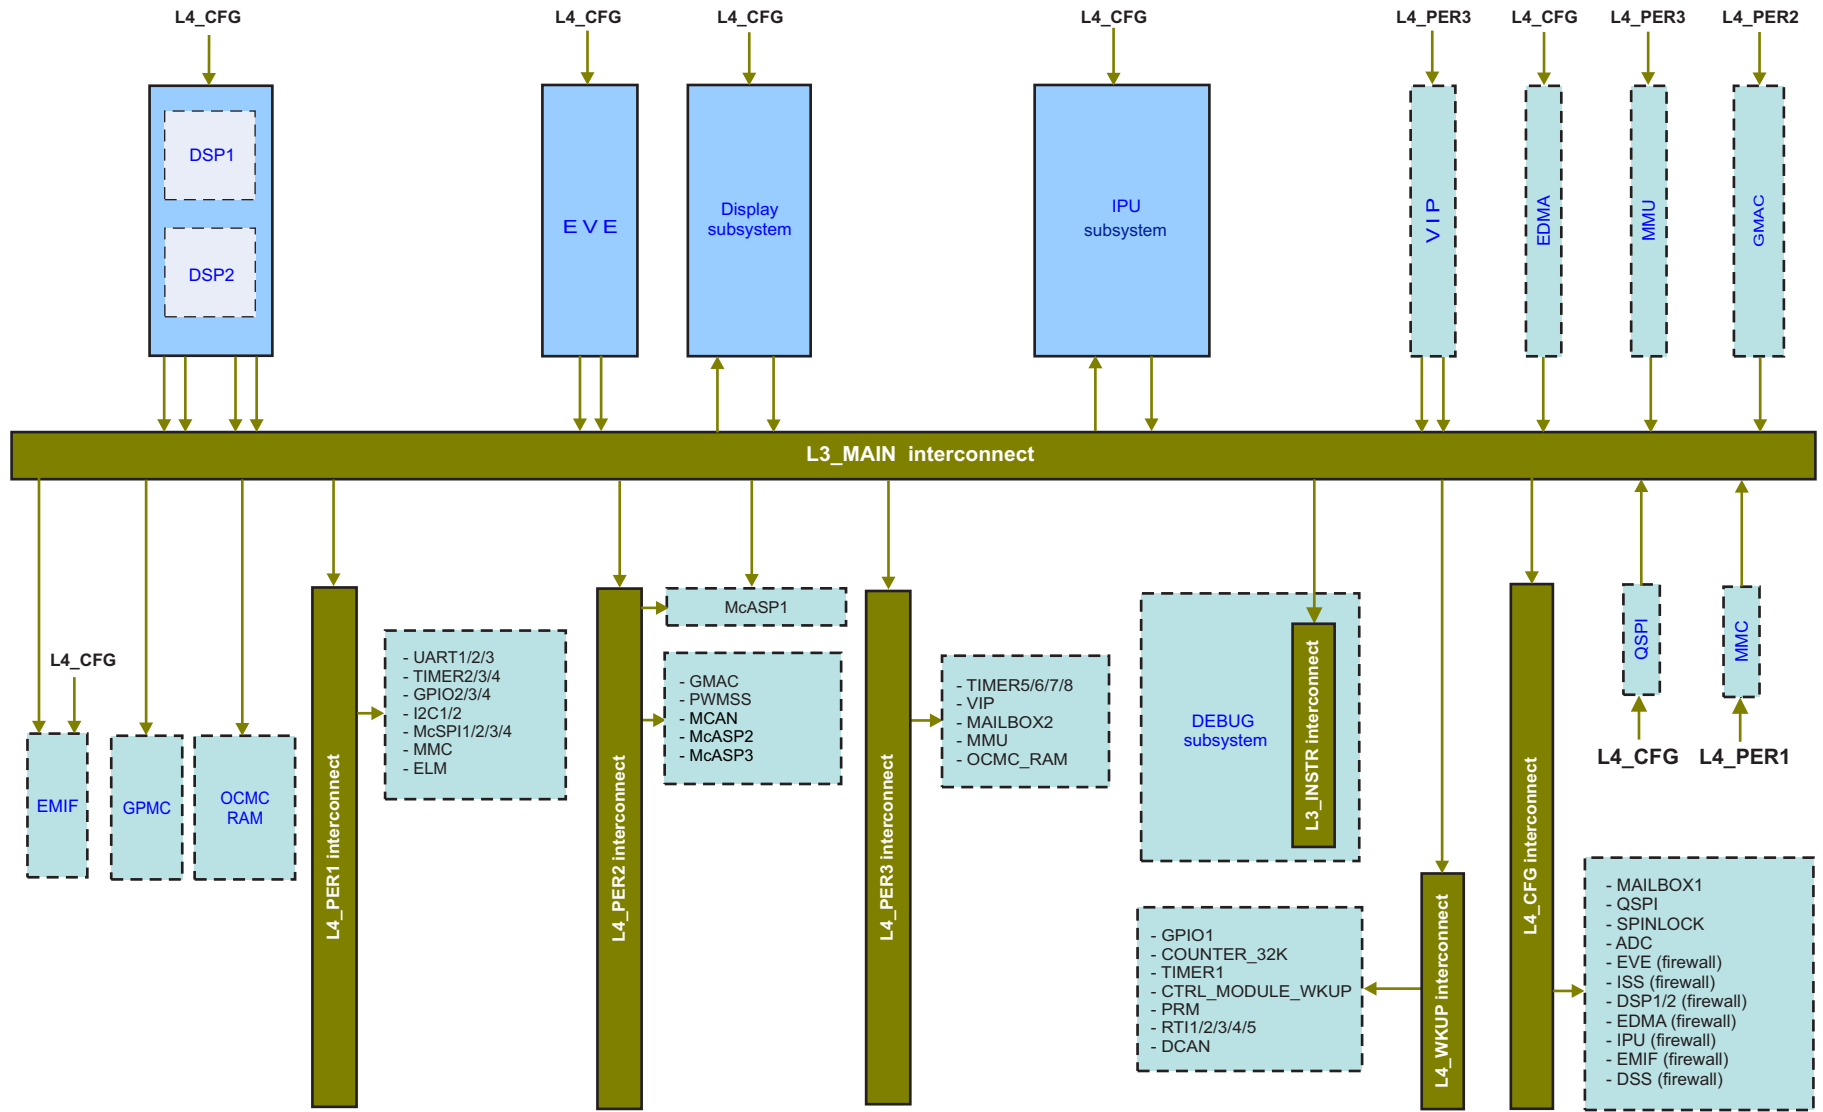 L4_CFG
L4_CFG
L4_CFG
L4_CFG
L4_PER3
L4_CFG
L4_PER3
L4_PER2
DSP1
DSP2
E V E
Display
subsystem
IPU
subsystem
V I P
EDMA
MMU
GMAC
L3_MAIN interconnect
L4_CFG
EMIF
GPMC
OCMC
RAM
L4_PER1 interconnect
- UART1/2/3
- TIMER2/3/4
- GPIO2/3/4
- I2C1/2
- McSPI1/2/3/4
- MMC
- ELM
L4_PER2 interconnect
McASP1
- GMAC
- PWMSS
- MCAN
- McASP2
- McASP3
L4_PER3 interconnect
- TIMER5/6/7/8
- VIP
- MAILBOX2
- MMU
- OCMC_RAM
DEBUG
subsystem
L3_INSTR interconnect
- GPIO1
- COUNTER_32K
- TIMER1
- CTRL_MODULE_WKUP
- PRM
- RTI1/2/3/4/5
- DCAN
L4_WKUP interconnect
L4_CFG interconnect
QSPI
MMC
L4_CFG
L4_PER1
- MAILBOX1
- QSPI
- SPINLOCK
- ADC
- EVE (firewall)
- ISS (firewall)
- DSP1/2 (firewall)
- EDMA (firewall)
- IPU (firewall)
- EMIF (firewall)
- DSS (firewall)